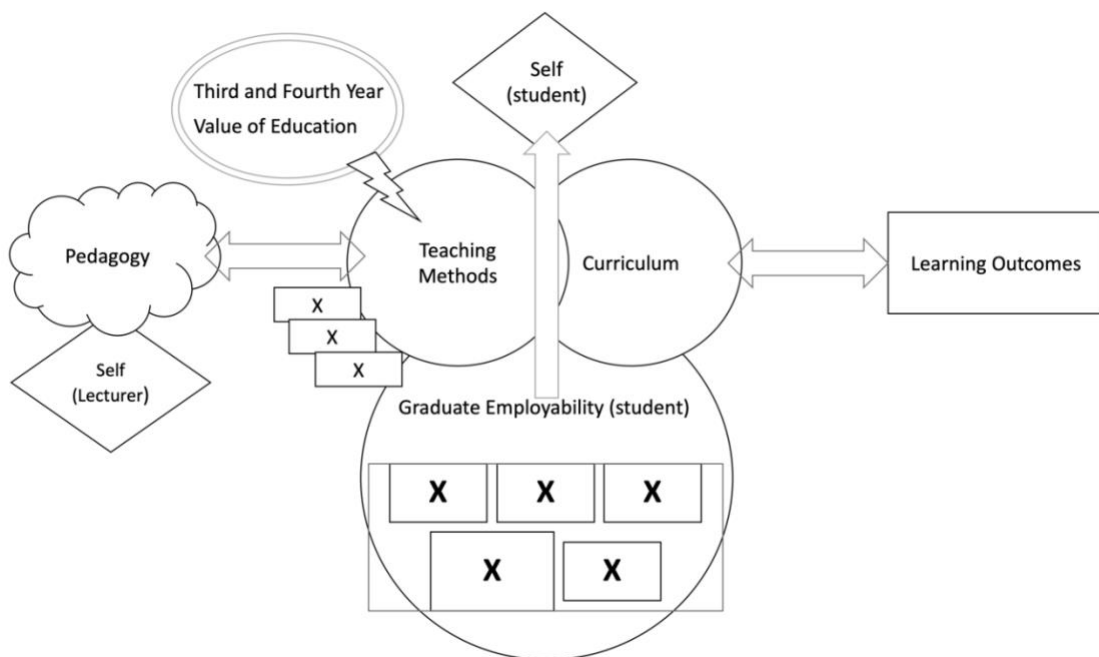 Self
(student)
Third and Fourth Year
Value of Education
Pedagogy
Teaching
Methods
Curriculum
Learning Outcomes
X
X
X
Self
(Lecturer)
Graduate Employability (student)
X
X
X
X
X